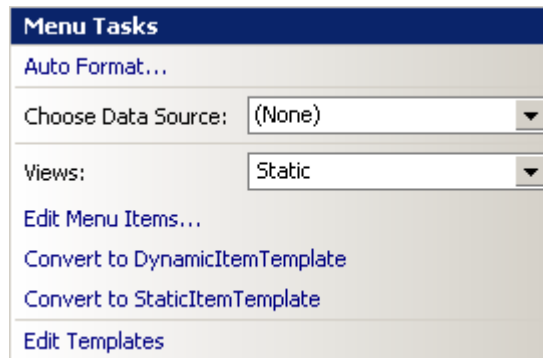 Menu Tasks
Auto Format...
Choose Data Source: (None)
Views: Static
Edit Menu Items...
Convert to DynamicItemTemplate
Convert to StaticItemTemplate
Edit Templates